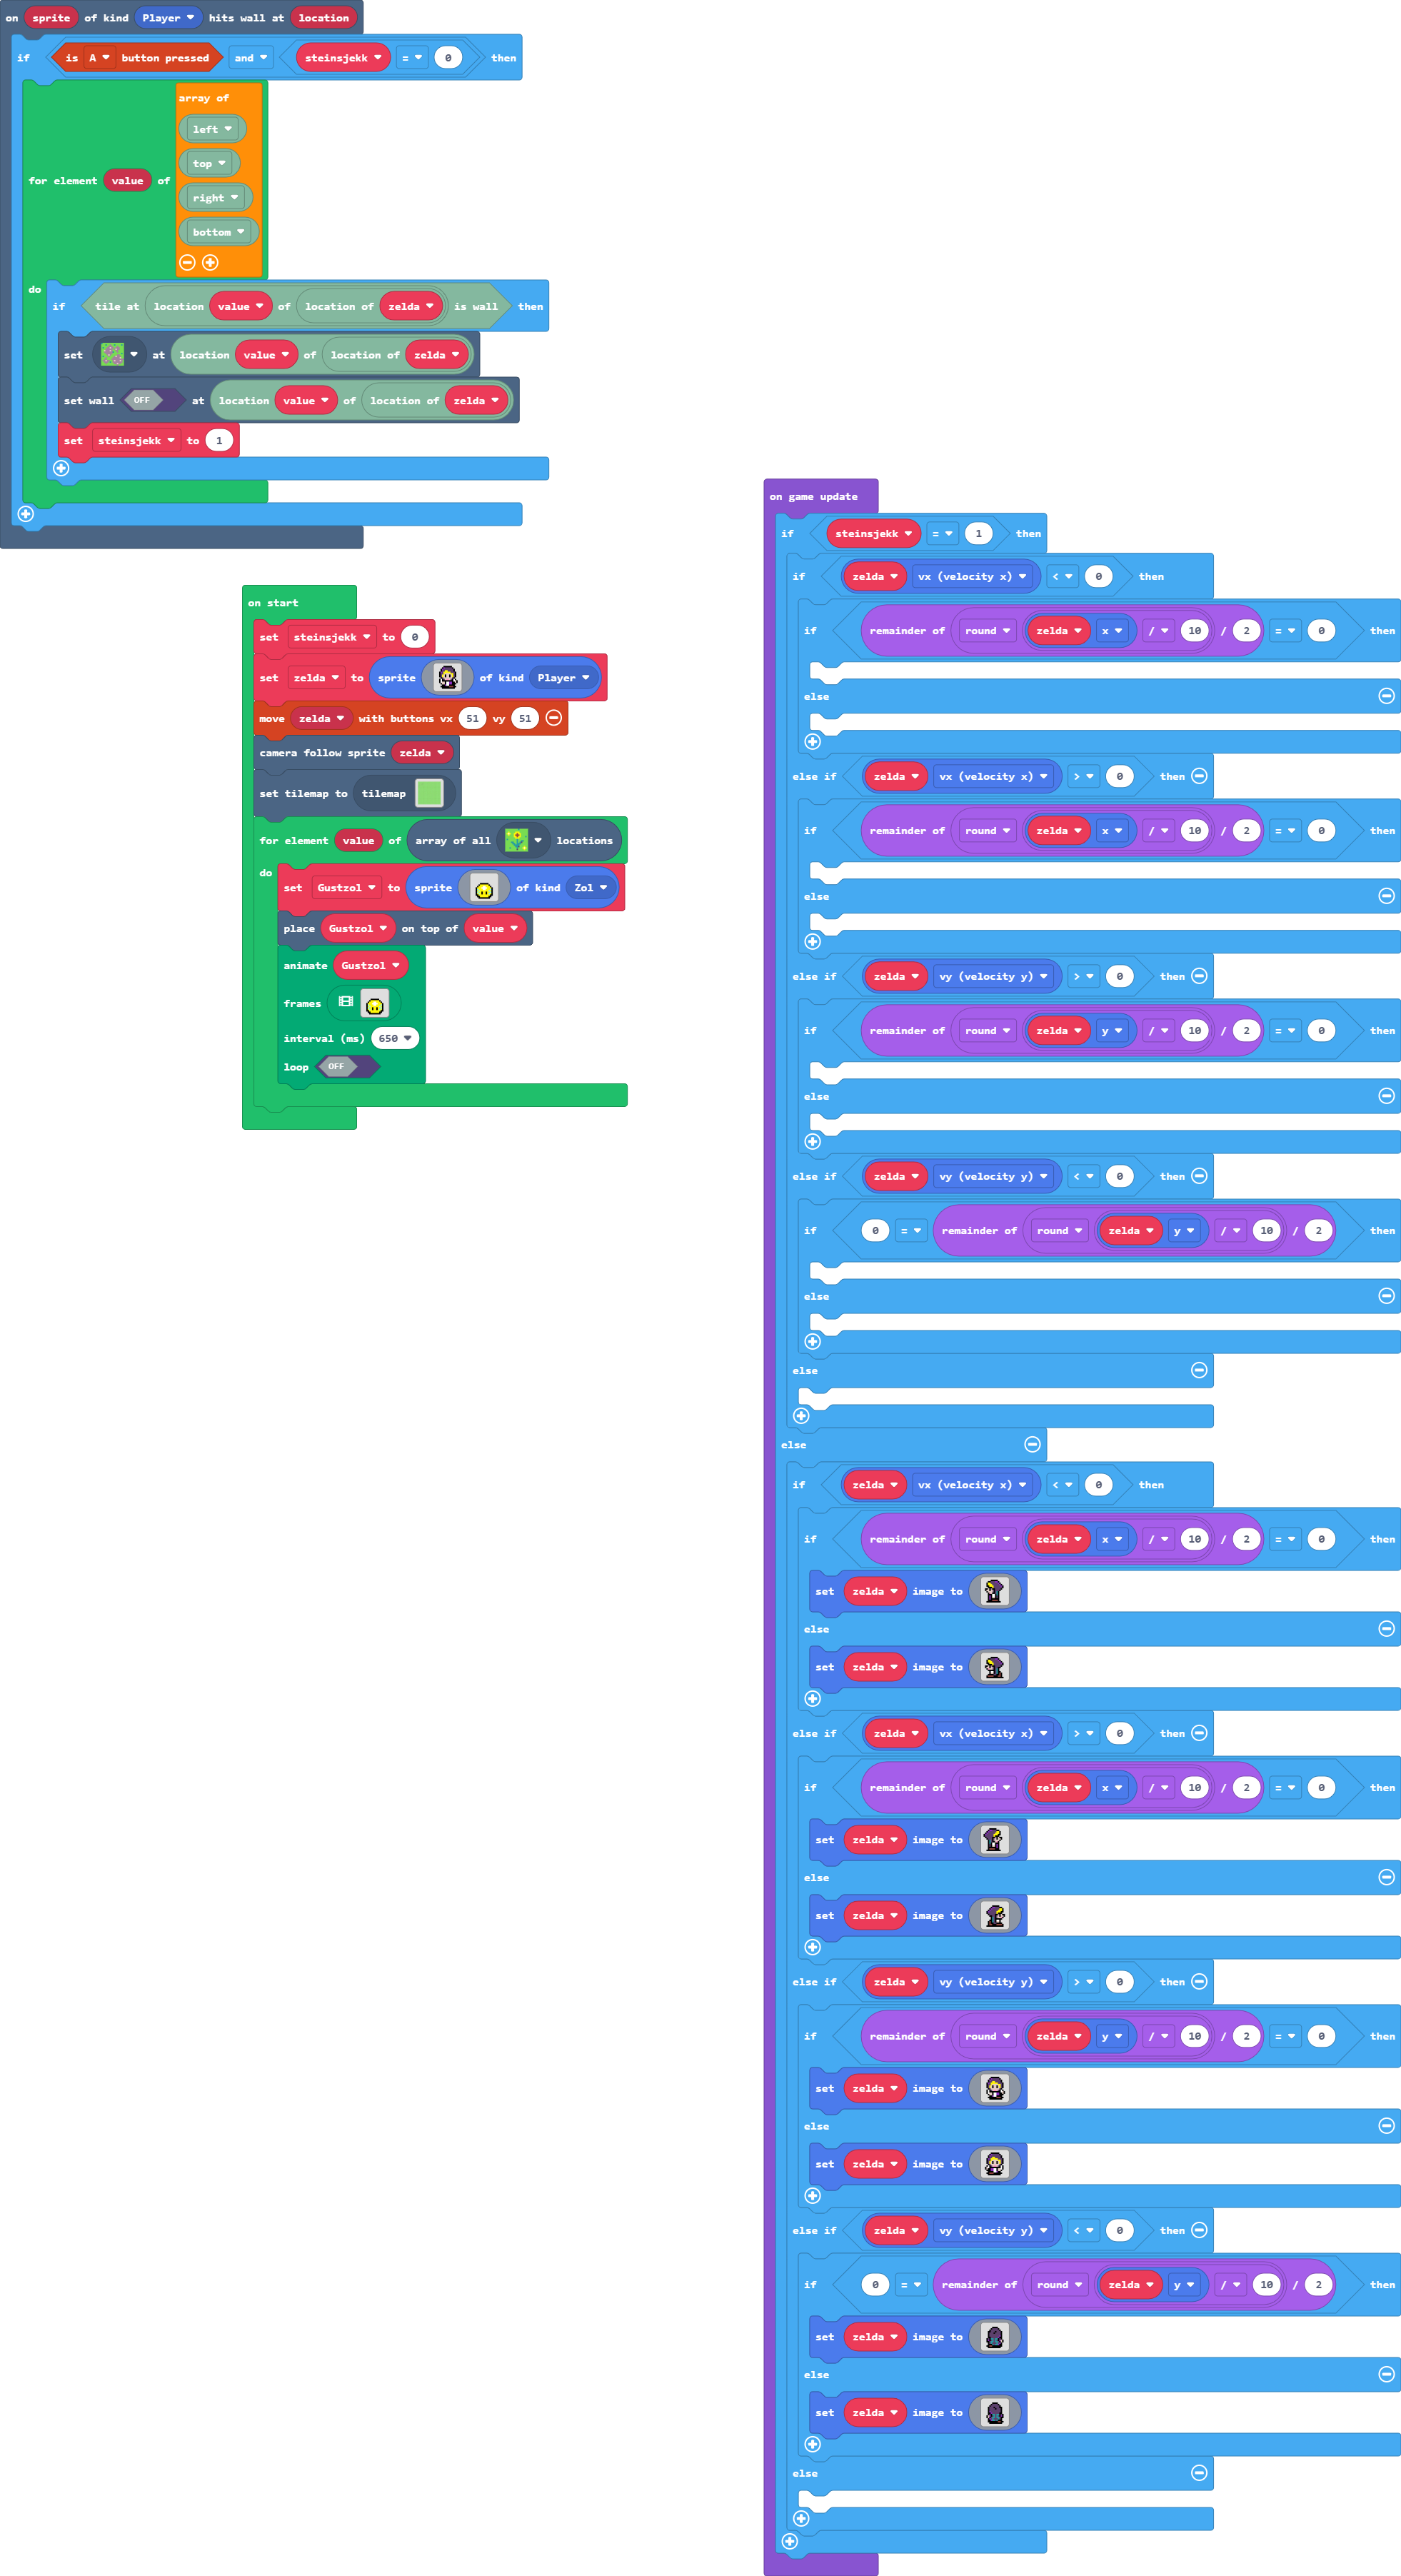 on sprite of kind Player hits wall at location
if is A button pressed and steinsjekk = 0 then
array of
left
top
for element value of
right
bottom
do
if tile at location value of location of zelda is wall then
set at location value of location of zelda
set wall OFF at location value of location of zelda
set steinsjekk to 1
on start
set steinsjekk to 0
set zelda to sprite of kind Player
move zelda with buttons vx 51 vy 51
camera follow sprite zelda
set tilemap to tilemap
for element value of array of all locations
do
set Gustzol to sprite of kind Zol
place Gustzol on top of value
animate Gustzol
frames
interval (ms) 650
loop OFF
on game update
if steinsjekk = 1 then
if zelda vx (velocity x) < 0 then
if remainder of round zelda x / 10 / 2 = 0 then
else
else if zelda vx (velocity x) > 0 then
if remainder of round zelda x / 10 / 2 = 0 then
else
else if zelda vy (velocity y) > 0 then
if remainder of round zelda y / 10 / 2 = 0 then
else
else if zelda vy (velocity y) < 0 then
if 0 = remainder of round zelda y / 10 / 2 then
else
else
else
if zelda vx (velocity x) < 0 then
if remainder of round zelda x / 10 / 2 = 0 then
set zelda image to
else
set zelda image to
else if zelda vx (velocity x) > 0 then
if remainder of round zelda x / 10 / 2 = 0 then
set zelda image to
else
set zelda image to
else if zelda vy (velocity y) > 0 then
if remainder of round zelda y / 10 / 2 = 0 then
set zelda image to
else
set zelda image to
else if zelda vy (velocity y) < 0 then
if 0 = remainder of round zelda y / 10 / 2 then
set zelda image to
else
set zelda image to
else